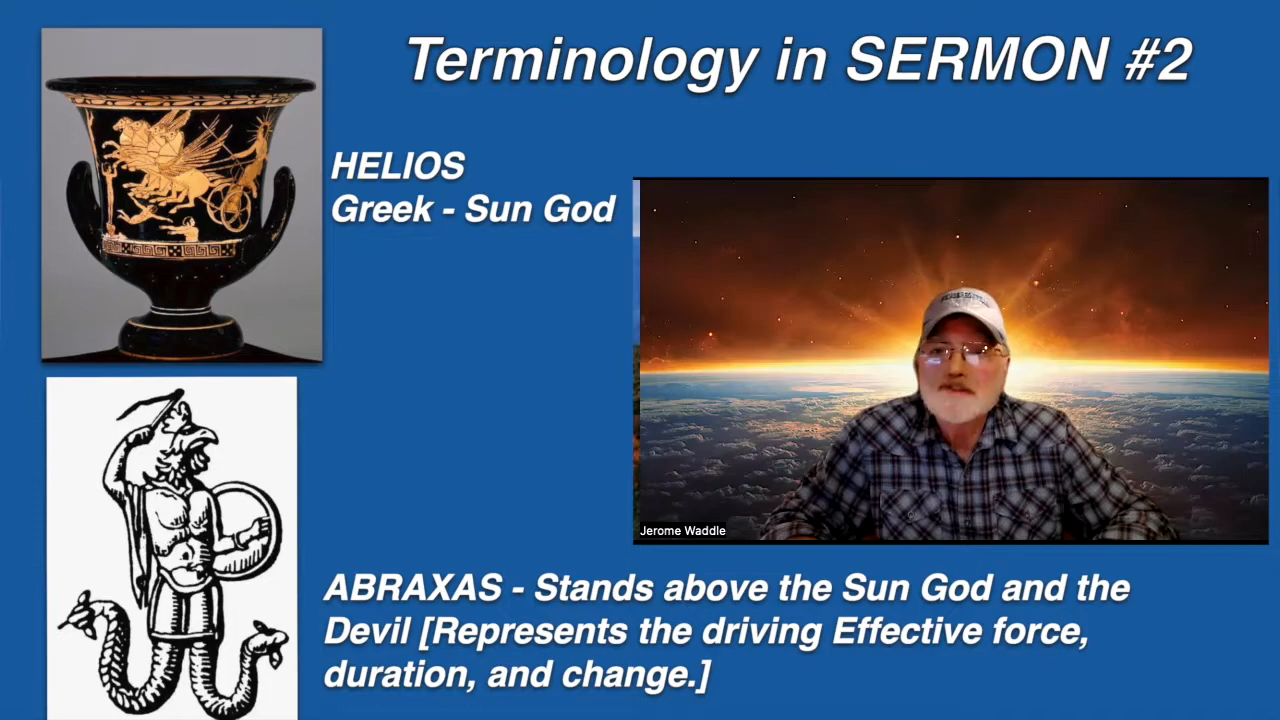 Terminology in SERMON #2
HELIOS
Greek - Sun God
Jerome Waddle
ABRAXAS - Stands above the Sun God and the
Devil [Represents the driving Effective force,
duration, and change.]